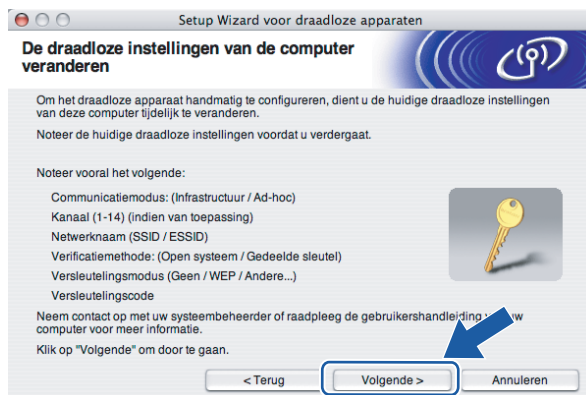 Setup Wizard voor draadloze apparaten
De draadloze instellingen van de computer
veranderen
Om het draadloze apparaat handmatig te configureren, dient u de huidige draadloze instellingen
van deze computer tijdelijk te veranderen.
Noteer de huidige draadloze instellingen voordat u verdergaat.
Noteer vooral het volgende:
Communicatiemodus: (Infrastructuur / Ad-hoc)
Kanaal (1-14) (indien van toepassing)
Netwerknaam (SSID / ESSID)
Verificatiemethode: (Open systeem / Gedeelde sleutel)
Versleutelingsmodus (Geen / WEP / Andere...)
Versleutelingscode
Neem contact op met uw systeembeheerder of raadpleeg de gebruikershandleiding
computer voor meer informatie.
Klik op "Volgende" om door te gaan.
< Terug
Volgende >
Annuleren